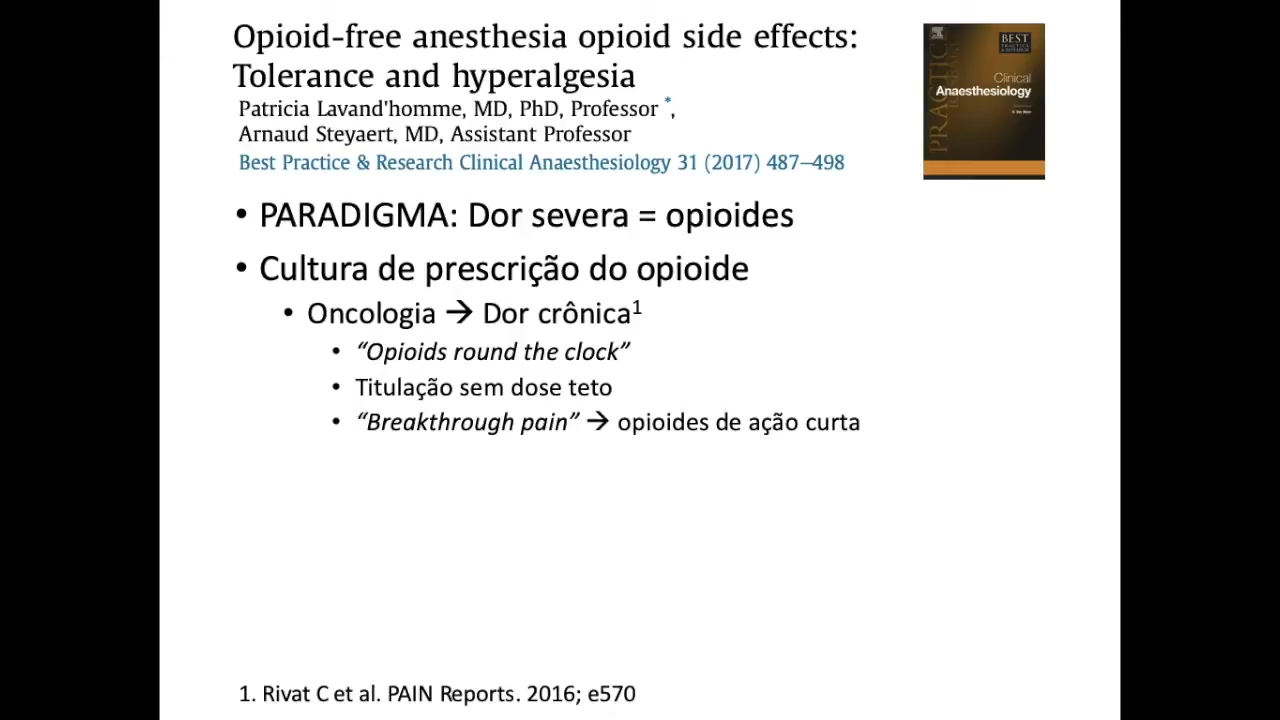 Opioid-free anesthesia opioid side effects:
Tolerance and hyperalgesia
Patricia Lavand'homme, MD, PhD, Professor *,
Arnaud Steyaert, MD, Assistant Professor
Best Practice & Research Clinical Anaesthesiology 31 (2017) 487–498
BEST
PRACTICE
& RESEARCH
Clinical
Anaesthesiology
• PARADIGMA: Dor severa = opioides
• Cultura de prescrição do opioide
• Oncologia → Dor crônica¹
• “Opioids round the clock”
• Titulação sem dose teto
• “Breakthrough pain” → opioides de ação curta
1. Rivat C et al. PAIN Reports. 2016; e570